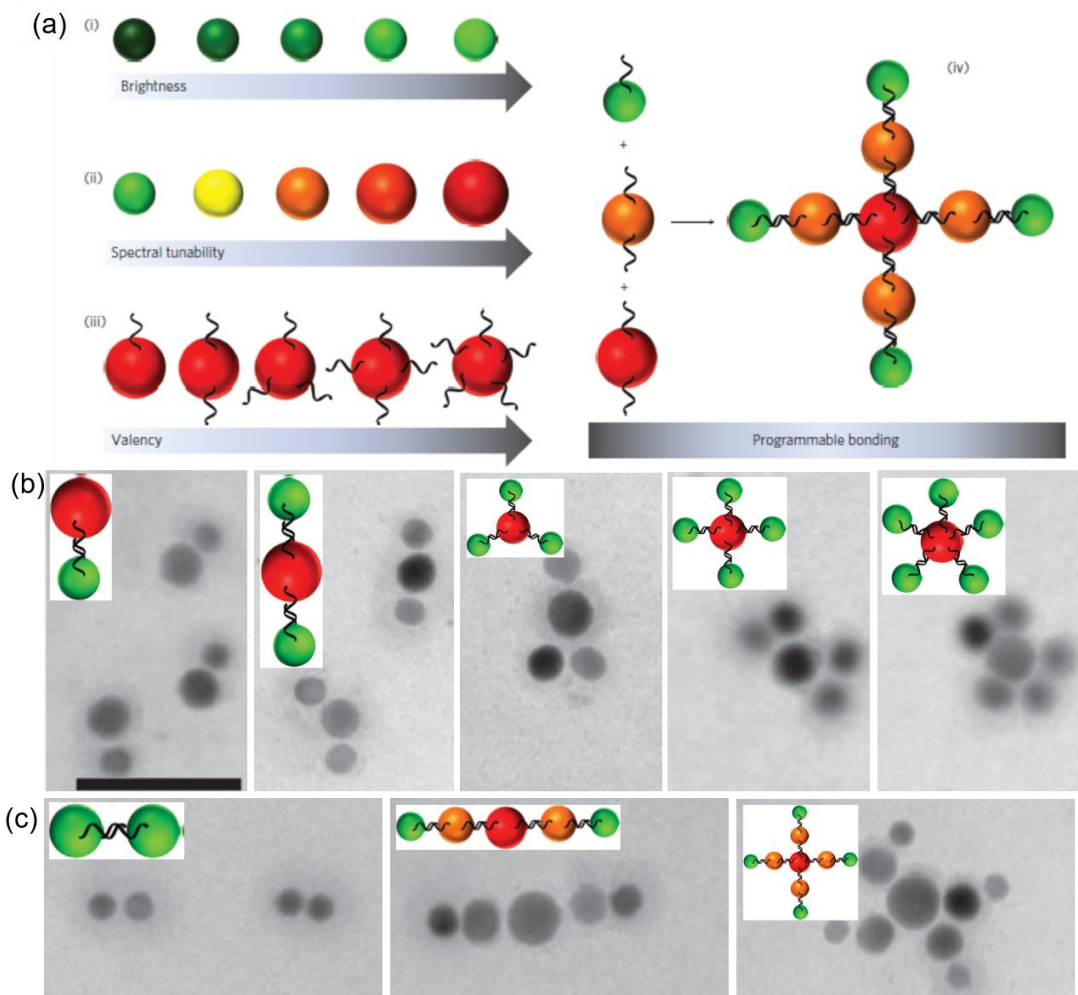 (a)
(i)
Brightness
(ii)
Spectral tunability
(iii)
Valency
+
+
(iv)
Programmable bonding
(b)
(c)